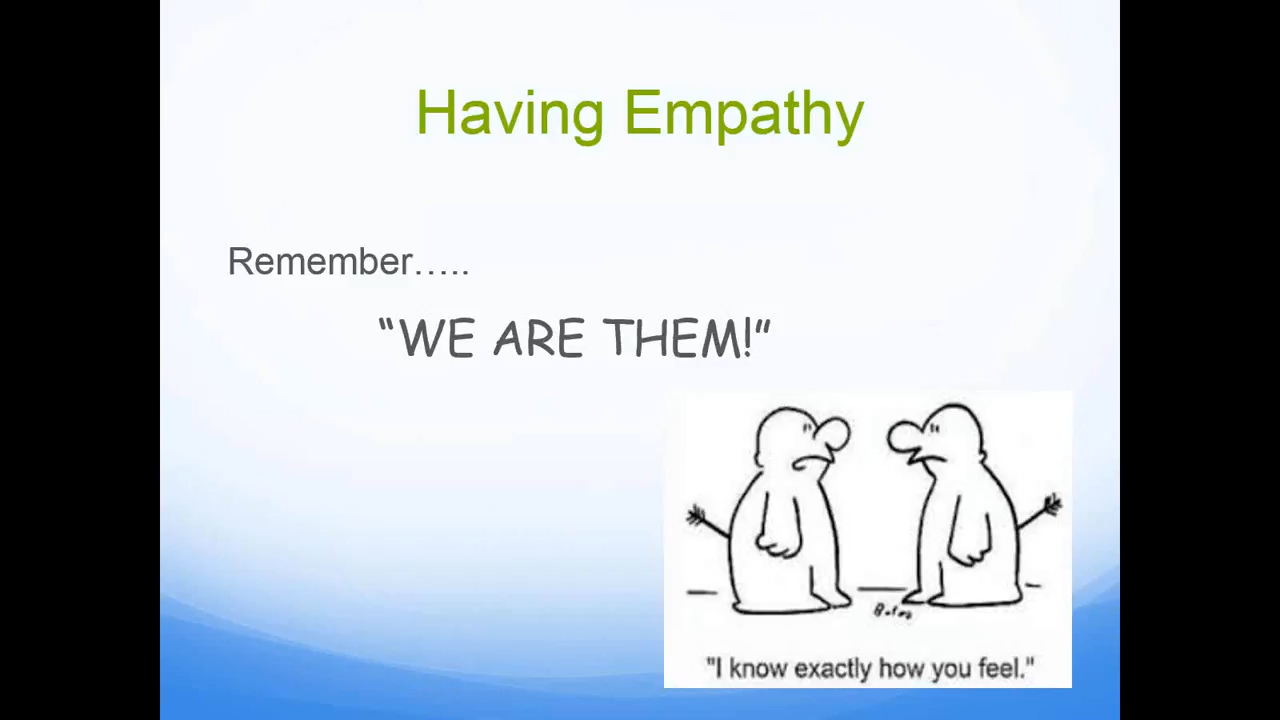 Having Empathy
Remember…..
“WE ARE THEM!”
"I know exactly how you feel."